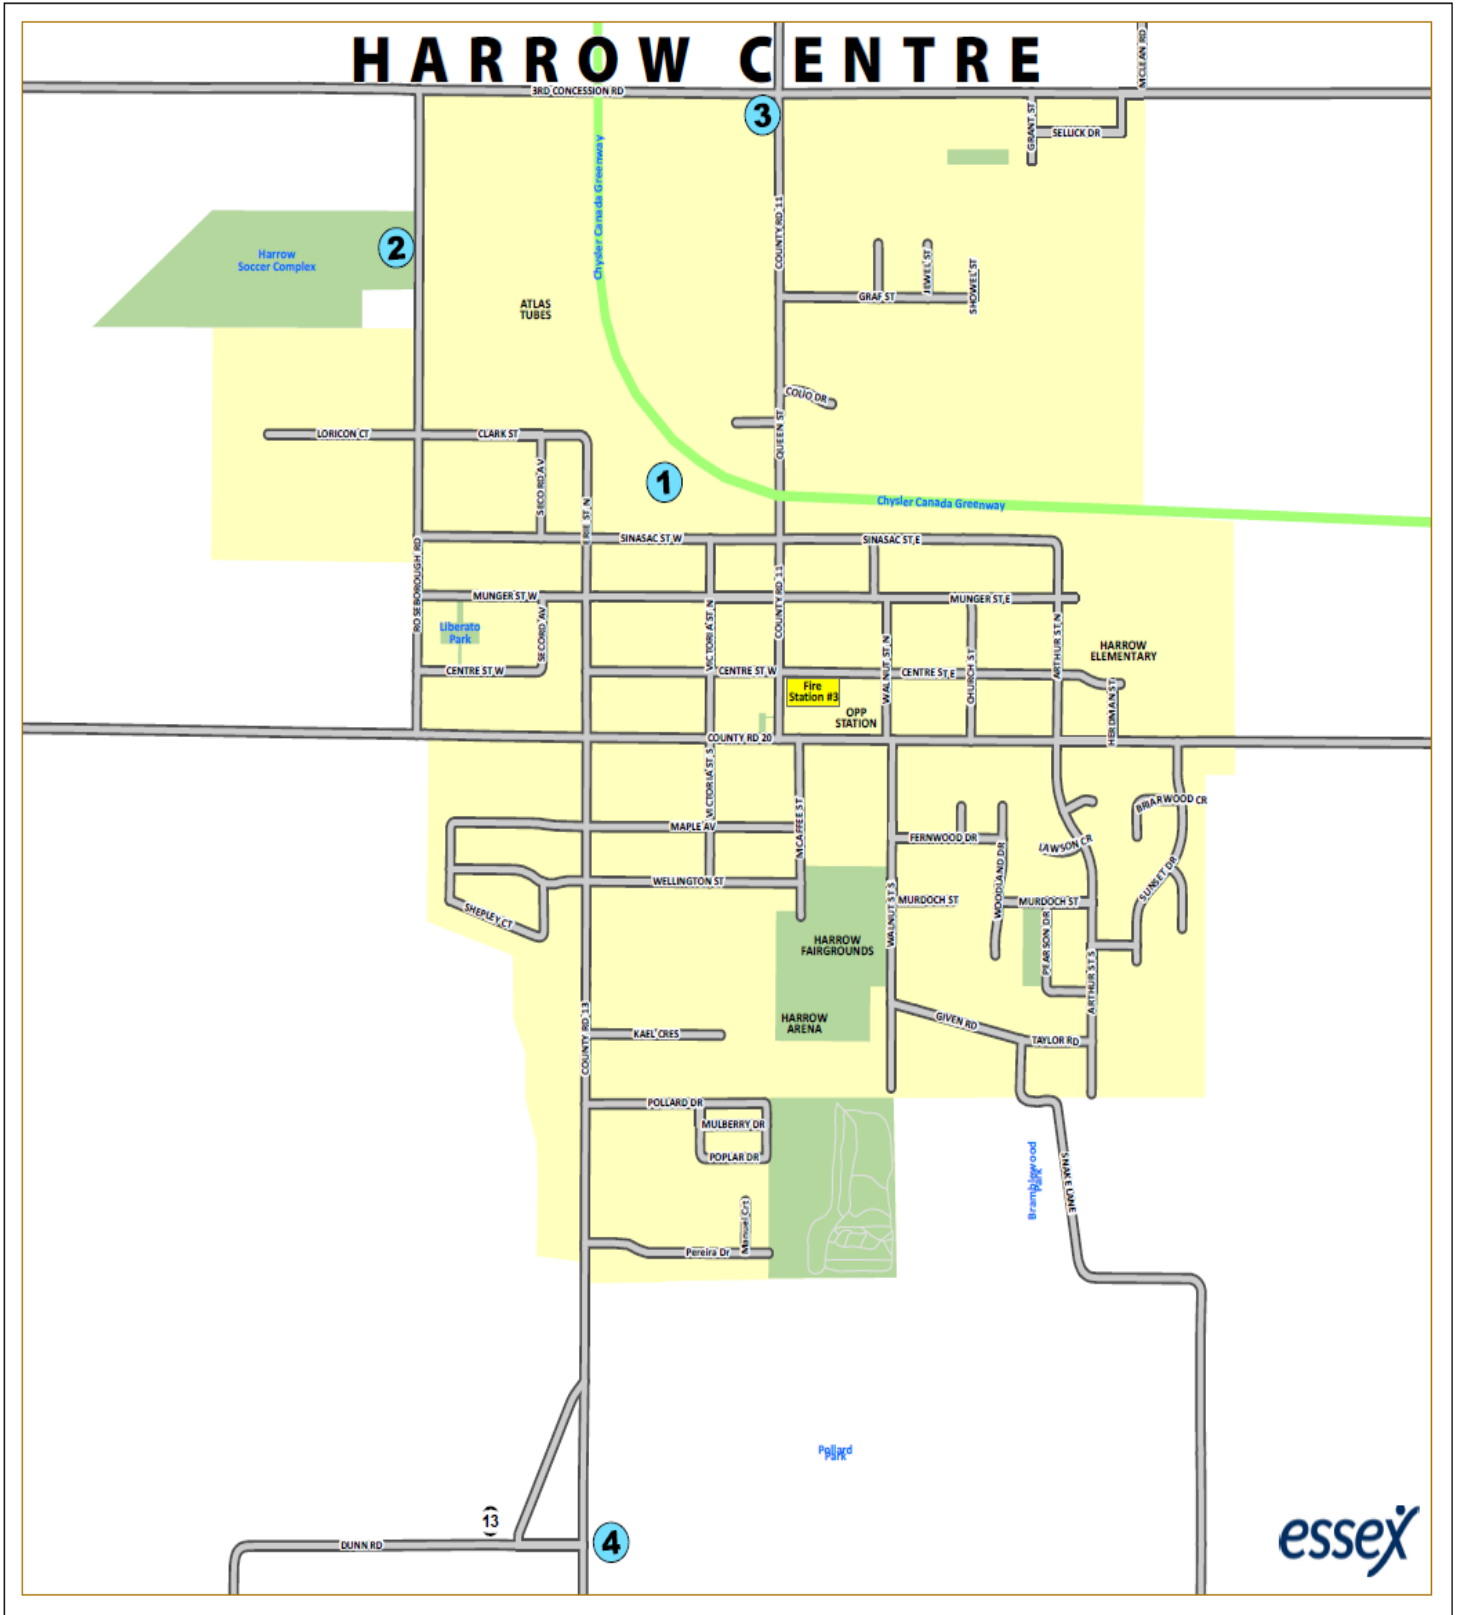 HARROW CENTRE
MCLEAN RD
3RD CONCESSION RD
3
GRANT ST
SELLICK DR
Chysler Canada Greenway
COUNTY RD 11
2
Harrow
Soccer Complex
JEWEL ST
SHOWEL ST
GRAF ST
ATLAS
TUBES
COLIO DR
QUEEN ST
LORICON CT
CLARK ST
SECORD AV
1
Chysler Canada Greenway
ERIE ST N
ROSEBOROUGH RD
SINASAC ST W
SINASAC ST E
COUNTY RD 11
MUNGER ST W
MUNGER ST E
Liberato
Park
SECORD AV
VICTORIA ST N
WALNUT ST N
CHURCH ST
ARTHUR ST N
HARROW
ELEMENTARY
CENTRE ST W
CENTRE ST W
CENTRE ST E
Fire
Station #3
HERDMAN ST
OPP
STATION
COUNTY RD 20
VICTORIA ST S
MCAFFEE ST
BRIARWOOD CR
MAPLE AV
FERNWOOD DR
LAWSON CR
WOODLAND DR
SUNSET DR
WELLINGTON ST
WALNUT ST S
MURDOCH ST
MURDOCH ST
SHEPLEY CT
PEARSON DR
HARROW
FAIRGROUNDS
ARTHUR ST S
HARROW
ARENA
GIVEN RD
COUNTY RD 13
KAEL CRES
TAYLOR RD
POLLARD DR
MULBERRY DR
POPLAR DR
Bramblewood
Park
SNAKE LANE
Manuel Crt
Pereira Dr
Pollard
Park
13
4
DUNN RD
essex